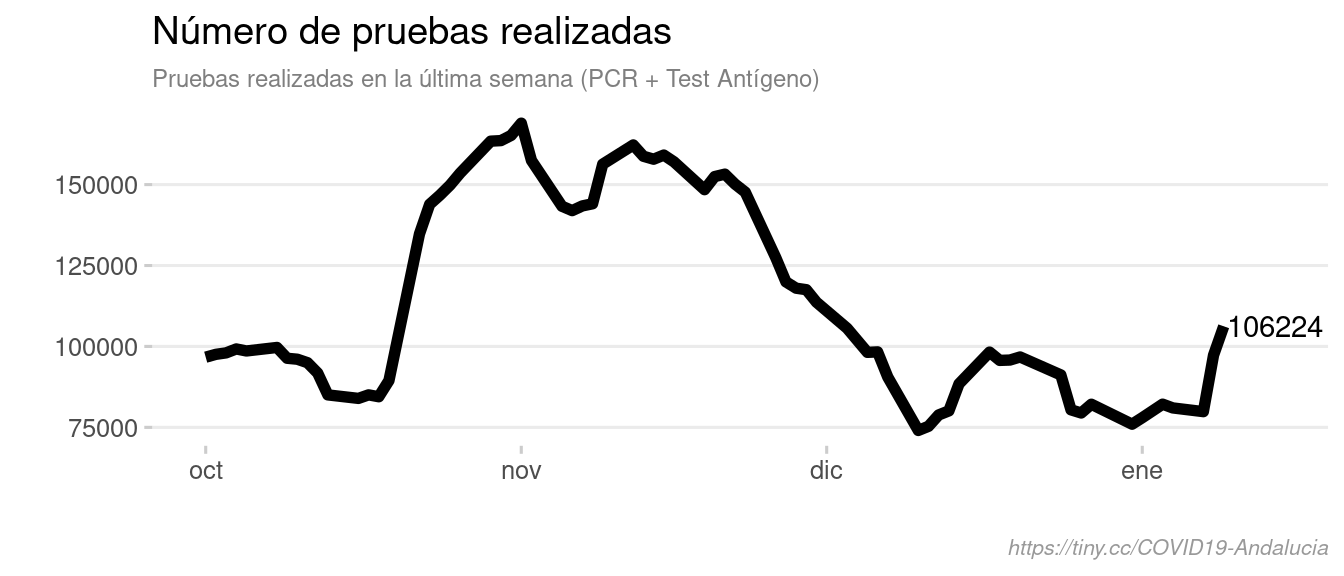 Número de pruebas realizadas
Pruebas realizadas en la última semana (PCR + Test Antígeno)
150000
125000
100000
75000
106224
oct nov dic ene
https://tiny.cc/COVID19-Andalucia